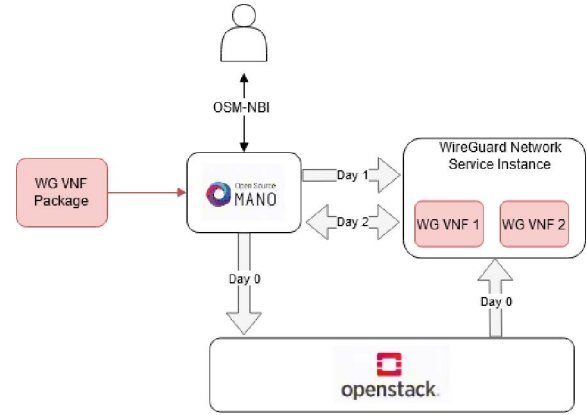 OSM-NBI
WG VNF
Package
Open Source
MANO
Day 1
Day 2
WireGuard Network
Service Instance
WG VNF 1
WG VNF 2
Day 0
Day 0
openstack.